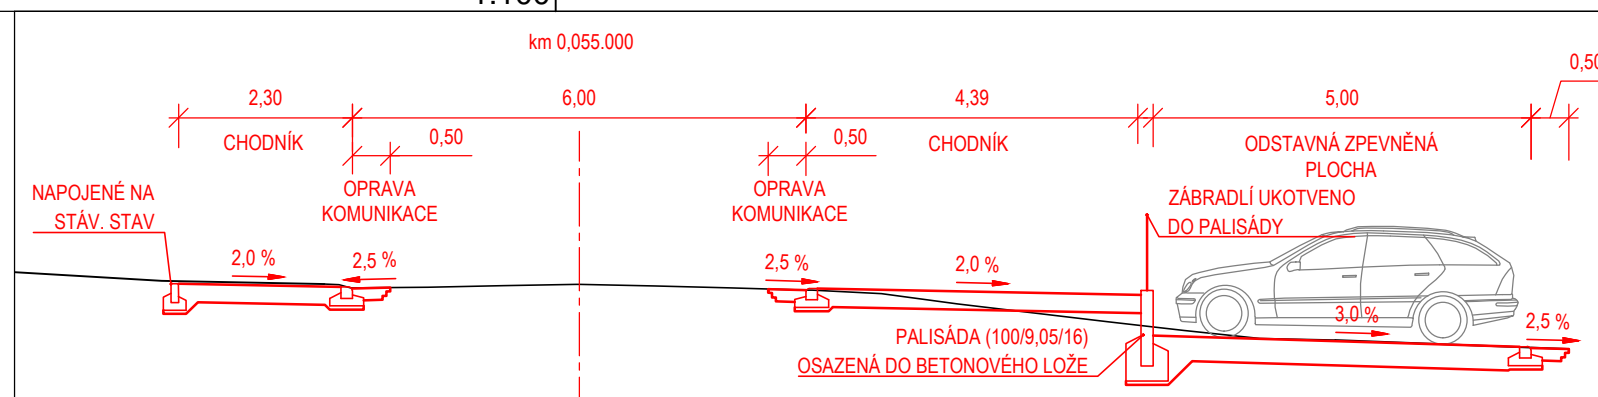 km 0,055.000
0,50
2,30
6,00
4,39
5,00
CHODNÍK
0,50
0,50
CHODNÍK
ODSTAVNÁ ZPEVNĚNÁ
PLOCHA
NAPOJENÉ NA
STÁV. STAV
OPRAVA
KOMUNIKACE
OPRAVA
KOMUNIKACE
ZÁBRADLÍ UKOTVENO
DO PALISÁDY
2,0 %
2,5 %
2,5 %
2,0 %
3,0 %
2,5 %
PALISÁDA (100/9,05/16)
OSAZENÁ DO BETONOVÉHO LOŽE